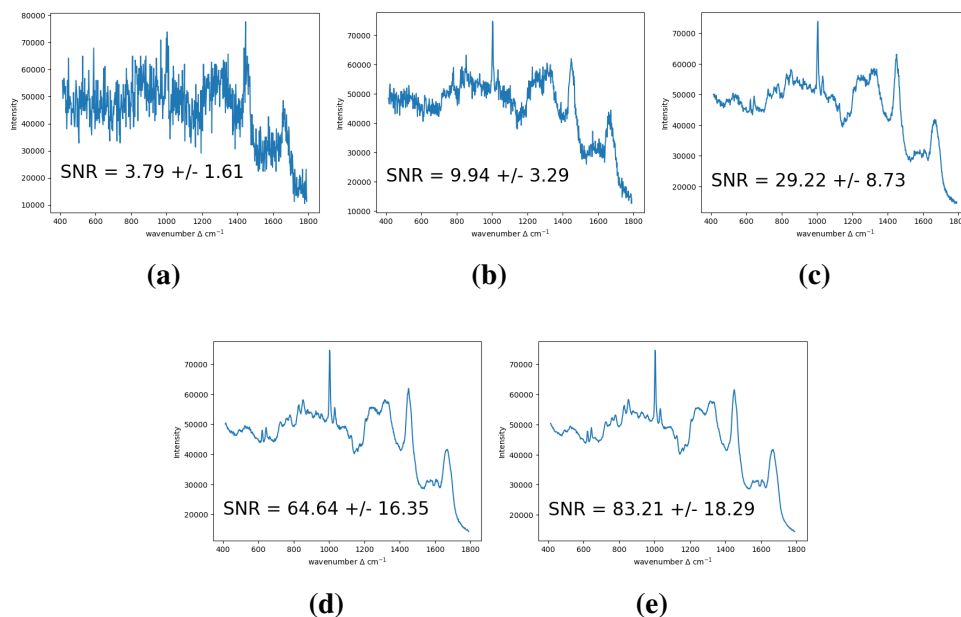 80000
70000
60000
50000
40000
30000
20000
10000
Intensity
SNR = 3.79 +/- 1.61
400 600 800 1000 1200 1400 1600 1800
wavenumber Δ cm⁻¹
(a)
70000
60000
50000
40000
30000
20000
10000
Intensity
SNR = 9.94 +/- 3.29
400 600 800 1000 1200 1400 1600 1800
wavenumber Δ cm⁻¹
(b)
70000
60000
50000
40000
30000
20000
Intensity
SNR = 29.22 +/- 8.73
400 600 800 1000 1200 1400 1600 1800
wavenumber Δ cm⁻¹
(c)
70000
60000
50000
40000
30000
20000
Intensity
SNR = 64.64 +/- 16.35
400 600 800 1000 1200 1400 1600 1800
wavenumber Δ cm⁻¹
(d)
70000
60000
50000
40000
30000
20000
Intensity
SNR = 83.21 +/- 18.29
400 600 800 1000 1200 1400 1600 1800
wavenumber Δ cm⁻¹
(e)